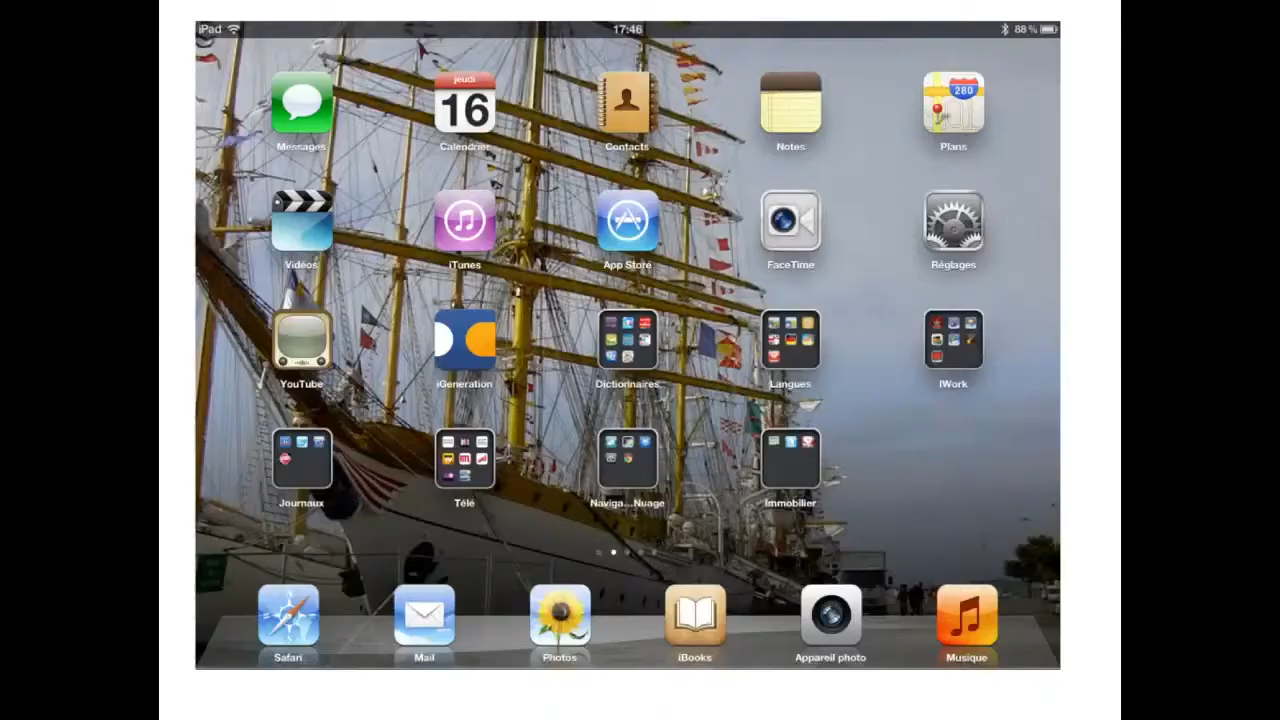 iPad 17:46 88 %
jeudi
280
16
Messages Calendrier Contacts Notes Plans
Vidéos iTunes App Store FaceTime Réglages
YouTube iGeneration Dictionnaires Langues iWork
Journaux Télé Naviga...Nuage Immobilier
Safari Mail Photos iBooks Appareil photo Musique